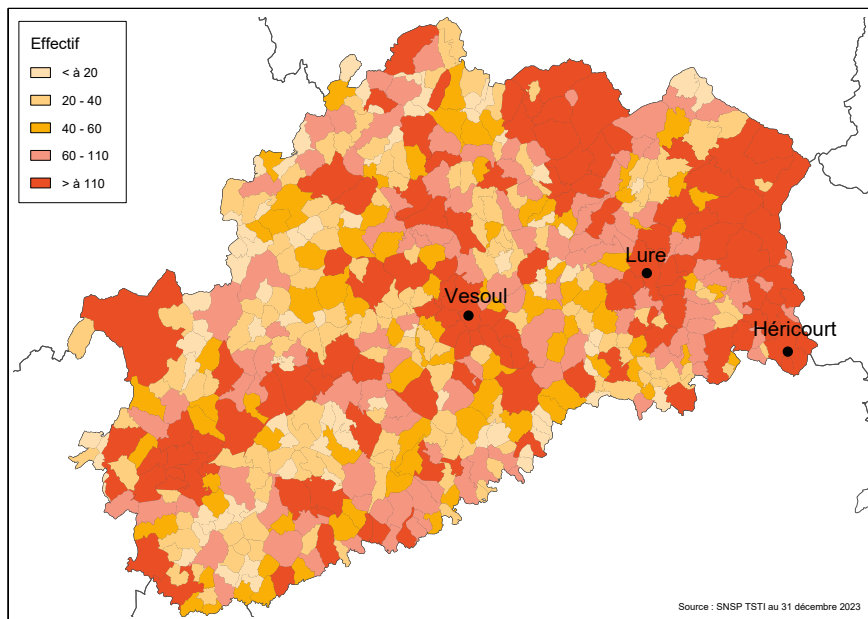 Effectif
< à 20
20 - 40
40 - 60
60 - 110
> à 110
Lure
Vesoul
Héricourt
Source : SNSP TSTI au 31 décembre 2023